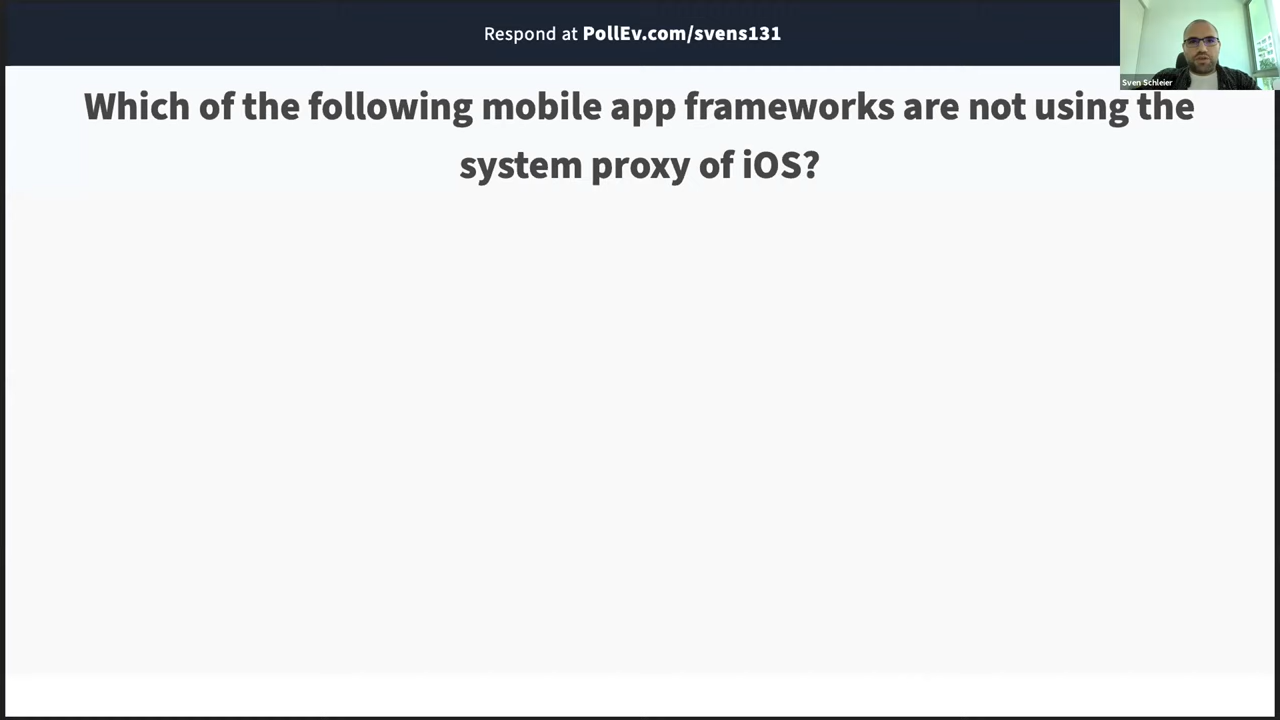 Respond at PollEv.com/svens131
Sven Schleier
Which of the following mobile app frameworks are not using the
system proxy of iOS?